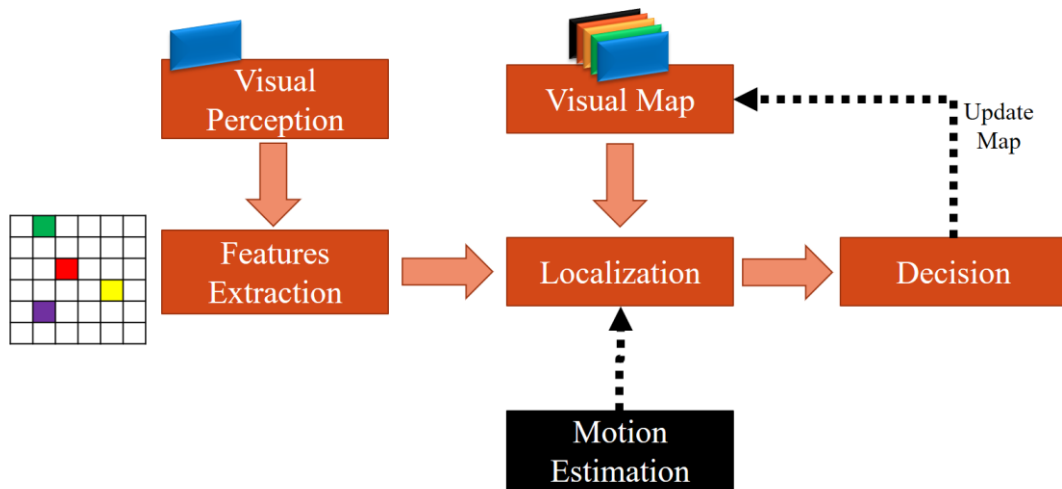 Visual
Perception
Visual Map
Update
Map
Features
Extraction
Localization
Decision
Motion
Estimation